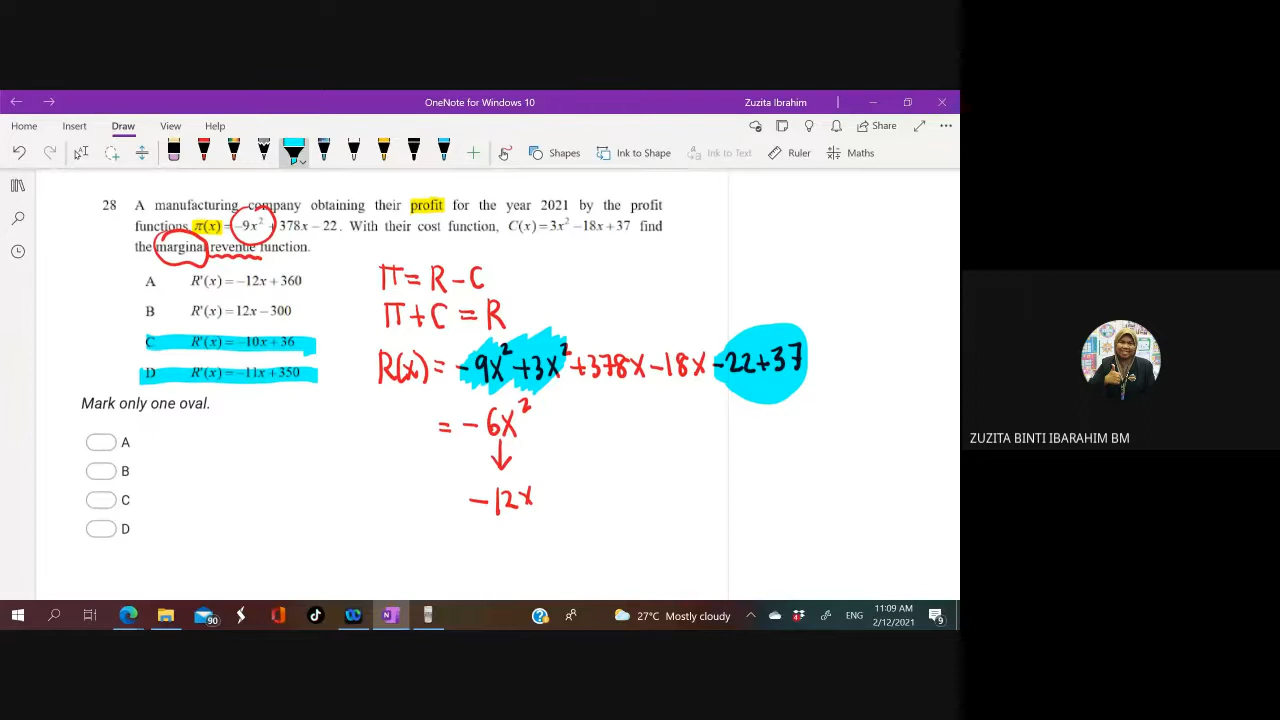 OneNote for Windows 10
Zuzita Ibrahim
Home Insert Draw View Help
Share
Shapes Ink to Shape Ink to Text Ruler Maths
28 A manufacturing company obtaining their profit for the year 2021 by the profit
functions π(x) = −9x² + 378x − 22. With their cost function, C(x) = 3x² −18x + 37 find
the marginal revenue function.
A R'(x) = −12x + 360
B R'(x) = 12x − 300
C R'(x) = −10x + 36
D R'(x) = −11x + 350
Mark only one oval.
A
B
C
D
π = R − C
π + C = R
R(x) = −9x² + 3x² + 378x − 18x − 22 + 37
= − 6x²
↓
− 12x
ZUZITA BINTI IBARAHIM BM
90
27°C Mostly cloudy
ENG
11:09 AM
2/12/2021
9